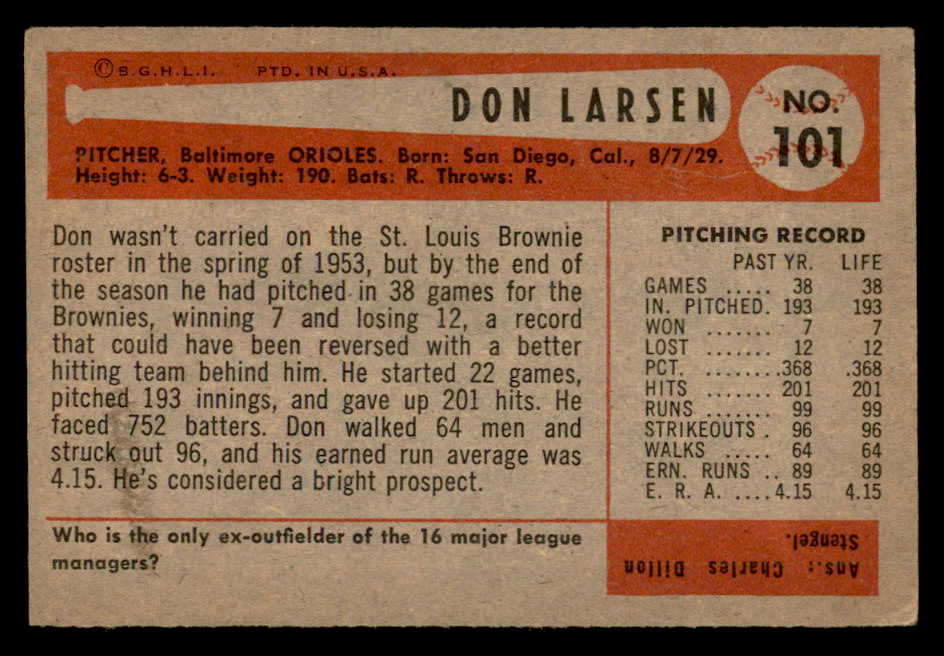 © S.G.H.L.I. PTD. IN U.S.A.
DON LARSEN
NO.
101
PITCHER, Baltimore ORIOLES. Born: San Diego, Cal., 8/7/29.
Height: 6-3. Weight: 190. Bats: R. Throws: R.
Don wasn't carried on the St. Louis Brownie
roster in the spring of 1953, but by the end of
the season he had pitched in 38 games for the
Brownies, winning 7 and losing 12, a record
that could have been reversed with a better
hitting team behind him. He started 22 games,
pitched 193 innings, and gave up 201 hits. He
faced 752 batters. Don walked 64 men and
struck out 96, and his earned run average was
4.15. He's considered a bright prospect.
PITCHING RECORD
PAST YR. LIFE
GAMES ..... 38 38
IN. PITCHED. 193 193
WON ....... 7 7
LOST ....... 12 12
PCT. ........ .368 .368
HITS ....... 201 201
RUNS ....... 99 99
STRIKEOUTS . 96 96
WALKS ..... 64 64
ERN. RUNS .. 89 89
E. R. A. .... 4.15 4.15
Who is the only ex-outfielder of the 16 major league
managers?
Ans.: Charles Dillon
Stengel.